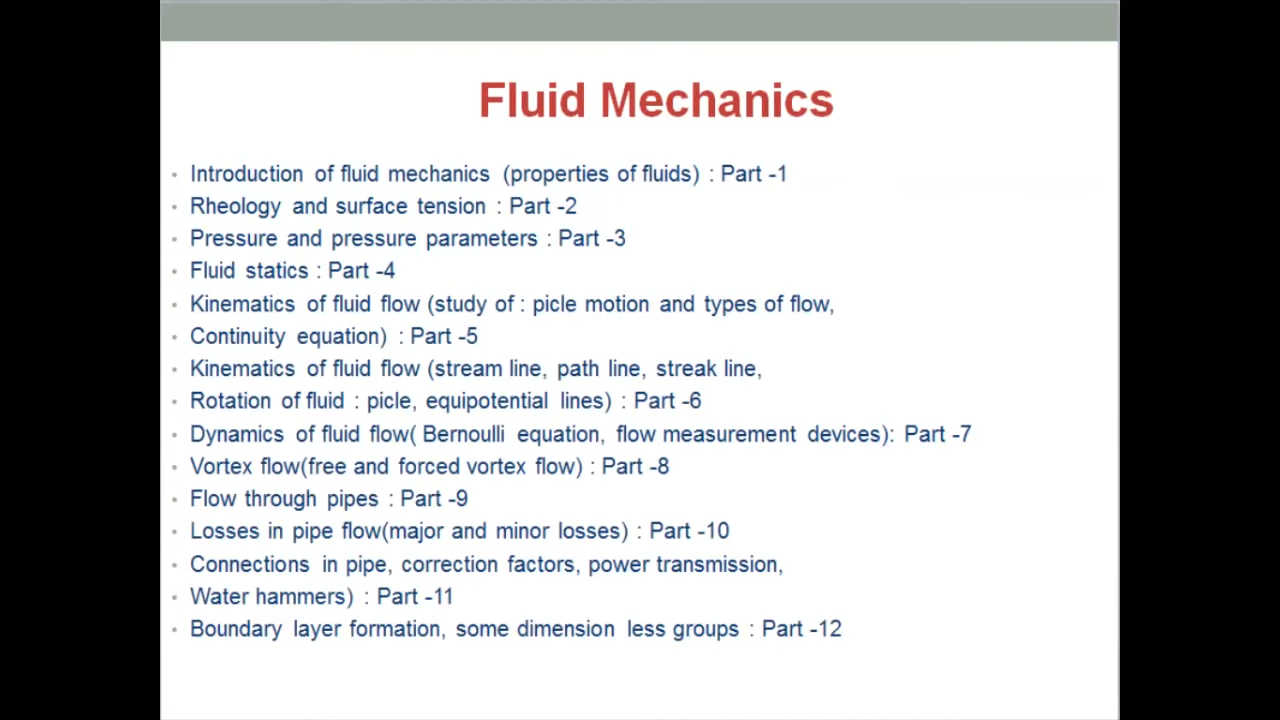 Fluid Mechanics
• Introduction of fluid mechanics (properties of fluids) : Part -1
• Rheology and surface tension : Part -2
• Pressure and pressure parameters : Part -3
• Fluid statics : Part -4
• Kinematics of fluid flow (study of : picle motion and types of flow,
• Continuity equation) : Part -5
• Kinematics of fluid flow (stream line, path line, streak line,
• Rotation of fluid : picle, equipotential lines) : Part -6
• Dynamics of fluid flow( Bernoulli equation, flow measurement devices): Part -7
• Vortex flow(free and forced vortex flow) : Part -8
• Flow through pipes : Part -9
• Losses in pipe flow(major and minor losses) : Part -10
• Connections in pipe, correction factors, power transmission,
• Water hammers) : Part -11
• Boundary layer formation, some dimension less groups : Part -12